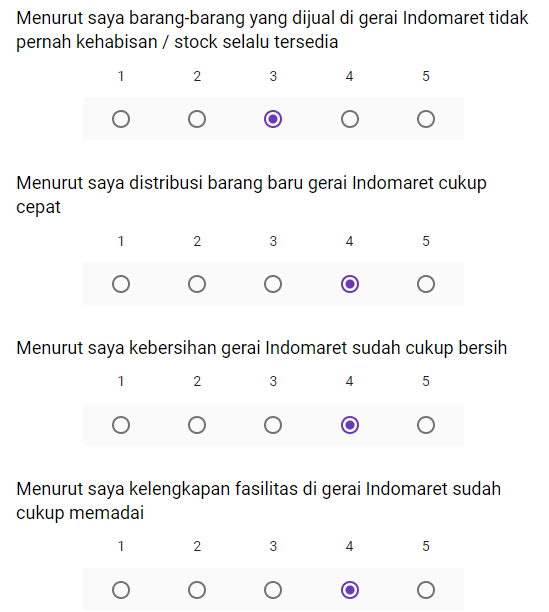 Menurut saya barang-barang yang dijual di gerai Indomaret tidak
pernah kehabisan / stock selalu tersedia
1 2 3 4 5
Menurut saya distribusi barang baru gerai Indomaret cukup
cepat
1 2 3 4 5
Menurut saya kebersihan gerai Indomaret sudah cukup bersih
1 2 3 4 5
Menurut saya kelengkapan fasilitas di gerai Indomaret sudah
cukup memadai
1 2 3 4 5